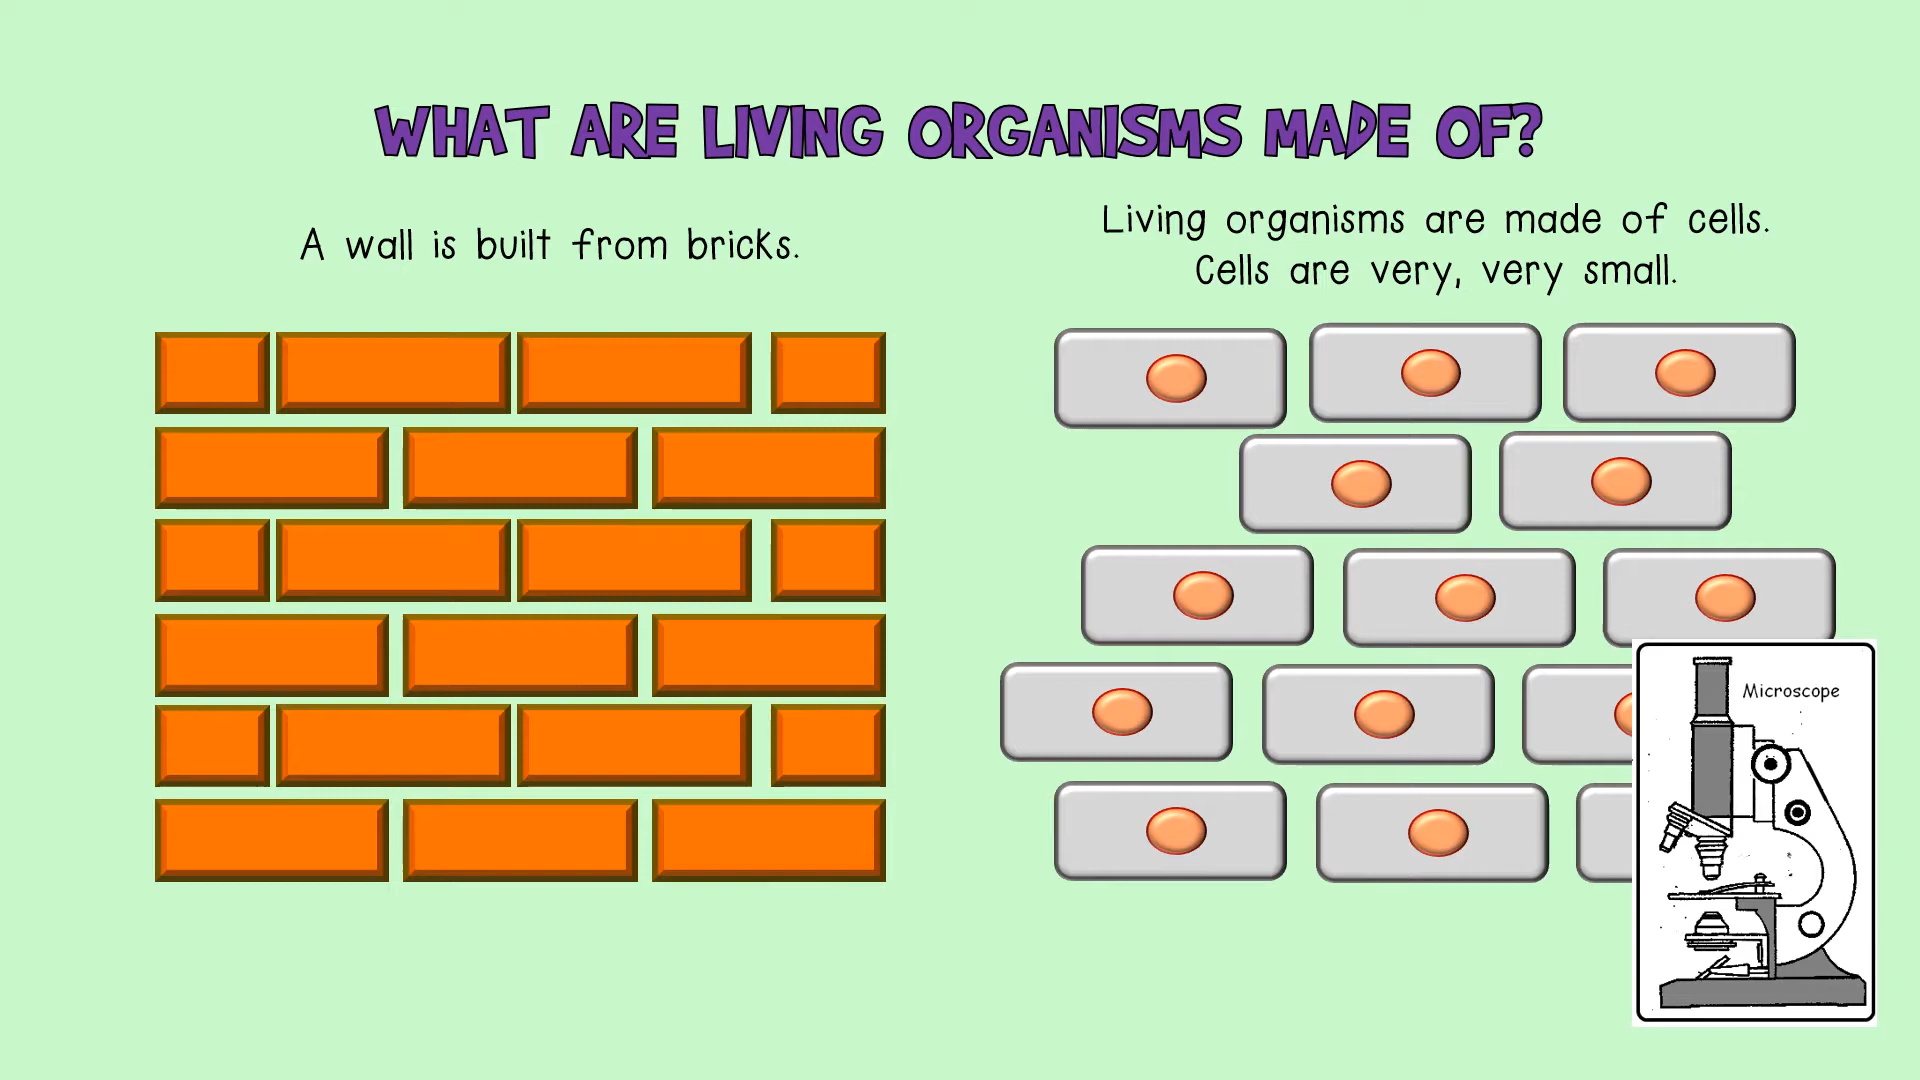 WHAT ARE LIVING ORGANISMS MADE OF?
A wall is built from bricks.
Living organisms are made of cells.
Cells are very, very small.
Microscope